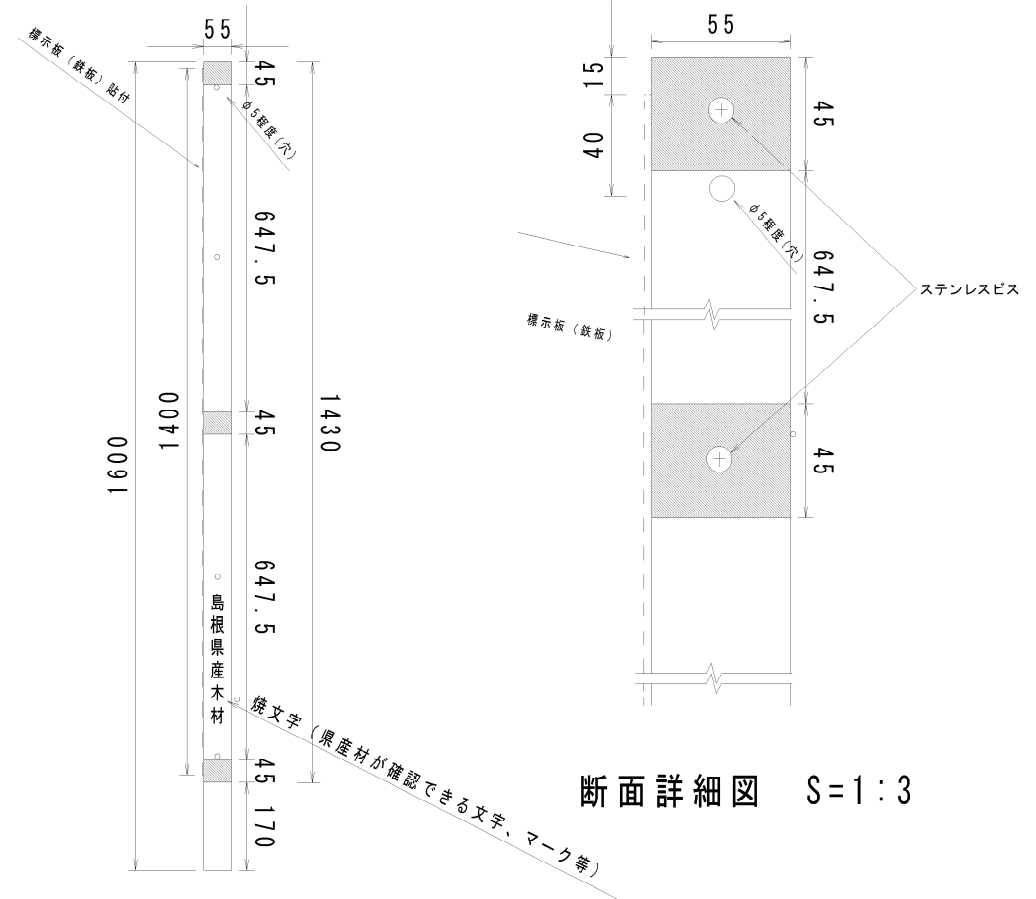 55
標示板（鉄板）貼付
45
φ5程度(穴)
647.5
1400
45
1430
1600
647.5
島根県産木材
焼文字（県産材が確認できる文字、マーク等）
45
170
55
15
45
40
φ5程度(穴)
647.5
ステンレスビス
標示板（鉄板）
45
断面詳細図　S=1:3